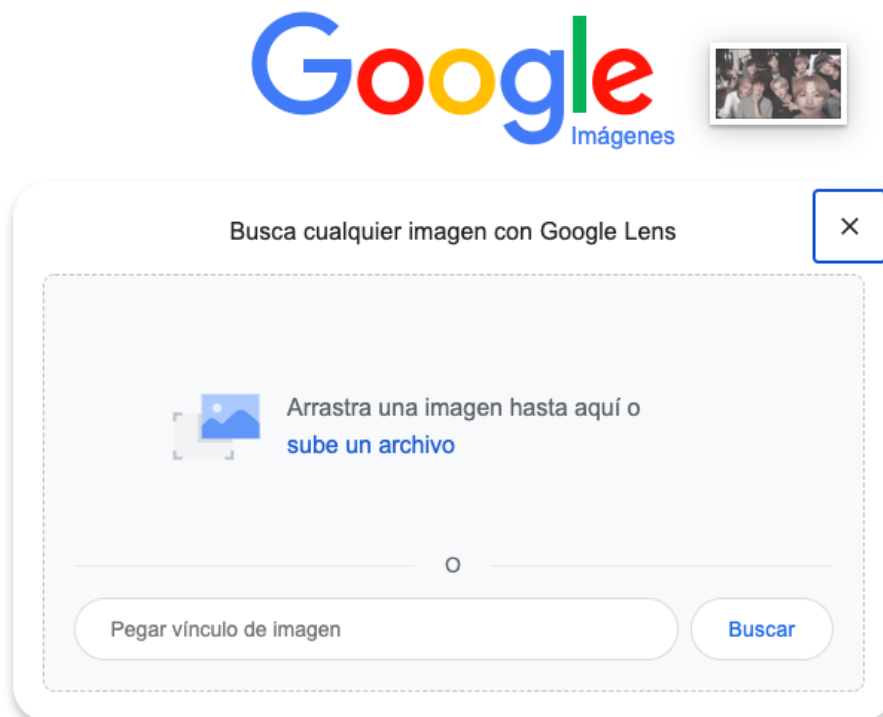 Google
Imágenes
Busca cualquier imagen con Google Lens
Arrastra una imagen hasta aquí o
sube un archivo
O
Pegar vínculo de imagen
Buscar